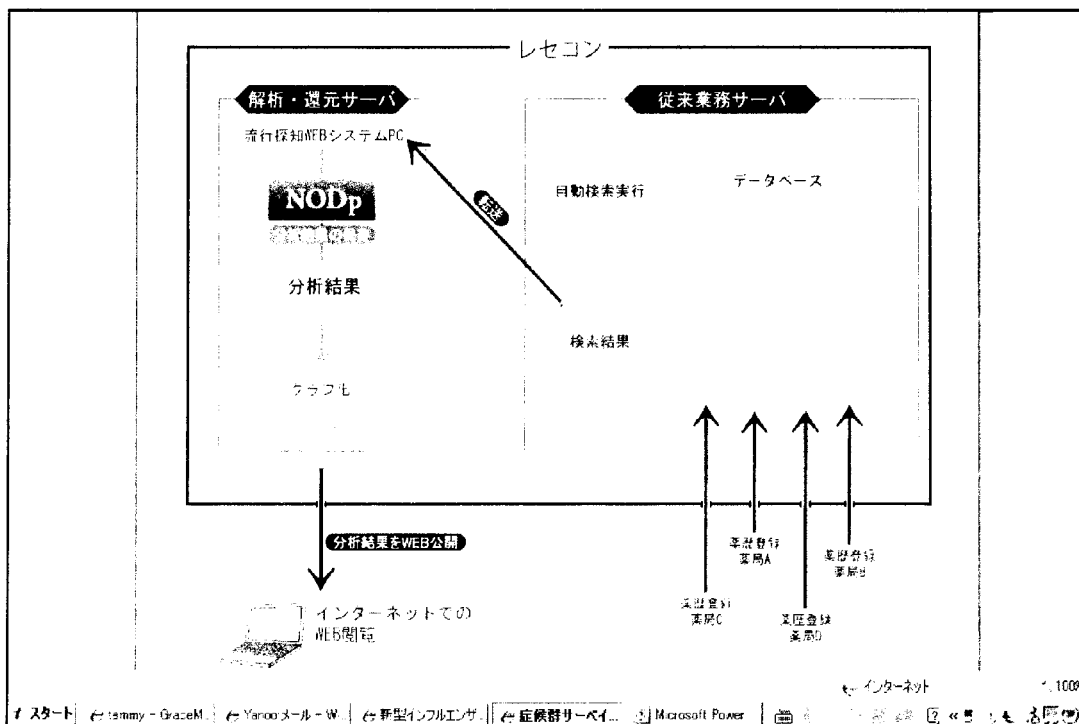 レセコン
解析・還元サーバ
流行探知WEBシステムPC
NODp
分析結果
グラフ化
従来業務サーバ
自動検索実行
データベース
転送
検索結果
分析結果をWEB公開
インターネットでの
WEB閲覧
薬歴登録
薬局C
薬歴登録
薬局A
薬歴登録
薬局D
薬歴登録
薬局B
インターネット
100%
スタート
tammy - GraceM..
Yahoo!メール - W..
新型インフルエンザ..
症候群サーベイ...
Microsoft Power